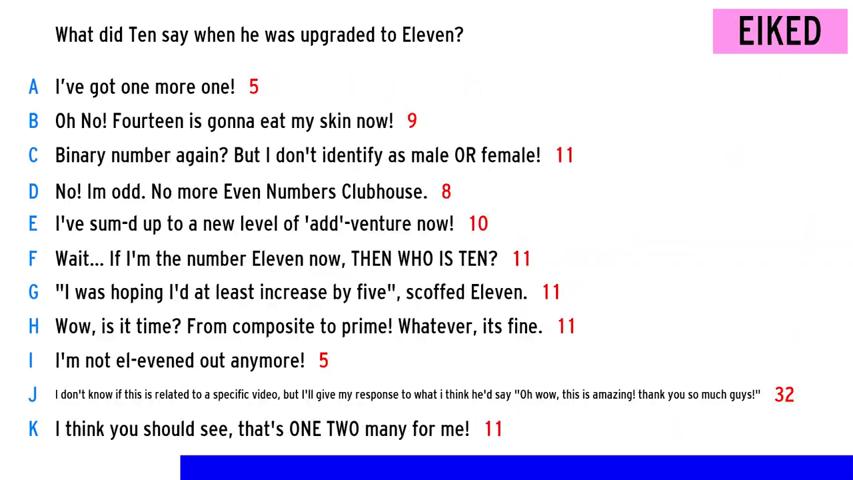 What did Ten say when he was upgraded to Eleven?
EIKED
A I've got one more one! 5
B Oh No! Fourteen is gonna eat my skin now! 9
C Binary number again? But I don't identify as male OR female! 11
D No! Im odd. No more Even Numbers Clubhouse. 8
E I've sum-d up to a new level of 'add'-venture now! 10
F Wait... If I'm the number Eleven now, THEN WHO IS TEN? 11
G "I was hoping I'd at least increase by five", scoffed Eleven. 11
H Wow, is it time? From composite to prime! Whatever, its fine. 11
I I'm not el-evened out anymore! 5
J I don't know if this is related to a specific video, but I'll give my response to what i think he'd say "Oh wow, this is amazing! thank you so much guys!" 32
K I think you should see, that's ONE TWO many for me! 11